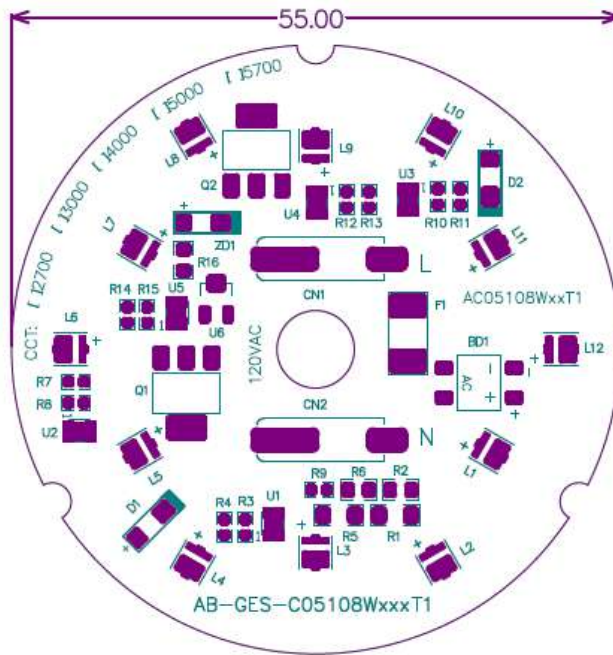 55.00
[ ]5700
[ ]5000
[ ]4000
[ ]3000
[ ]2700
CCT:
L10
L9
L8
D2
U3
Q2
U4
R12 R13
R10 R11
L7
ZD1
L11
R16
L
R14 R15
U5
CN1
F1
AC05108WxxxT1
L6
U6
120VAC
BD1
L12
AC
R7
Q1
CN2
R8
U2
N
L1
L5
D1
R9 R6 R2
R4 R3 U1
R5 R1
L3
L2
L4
AB-GES-C05108WxxxT1